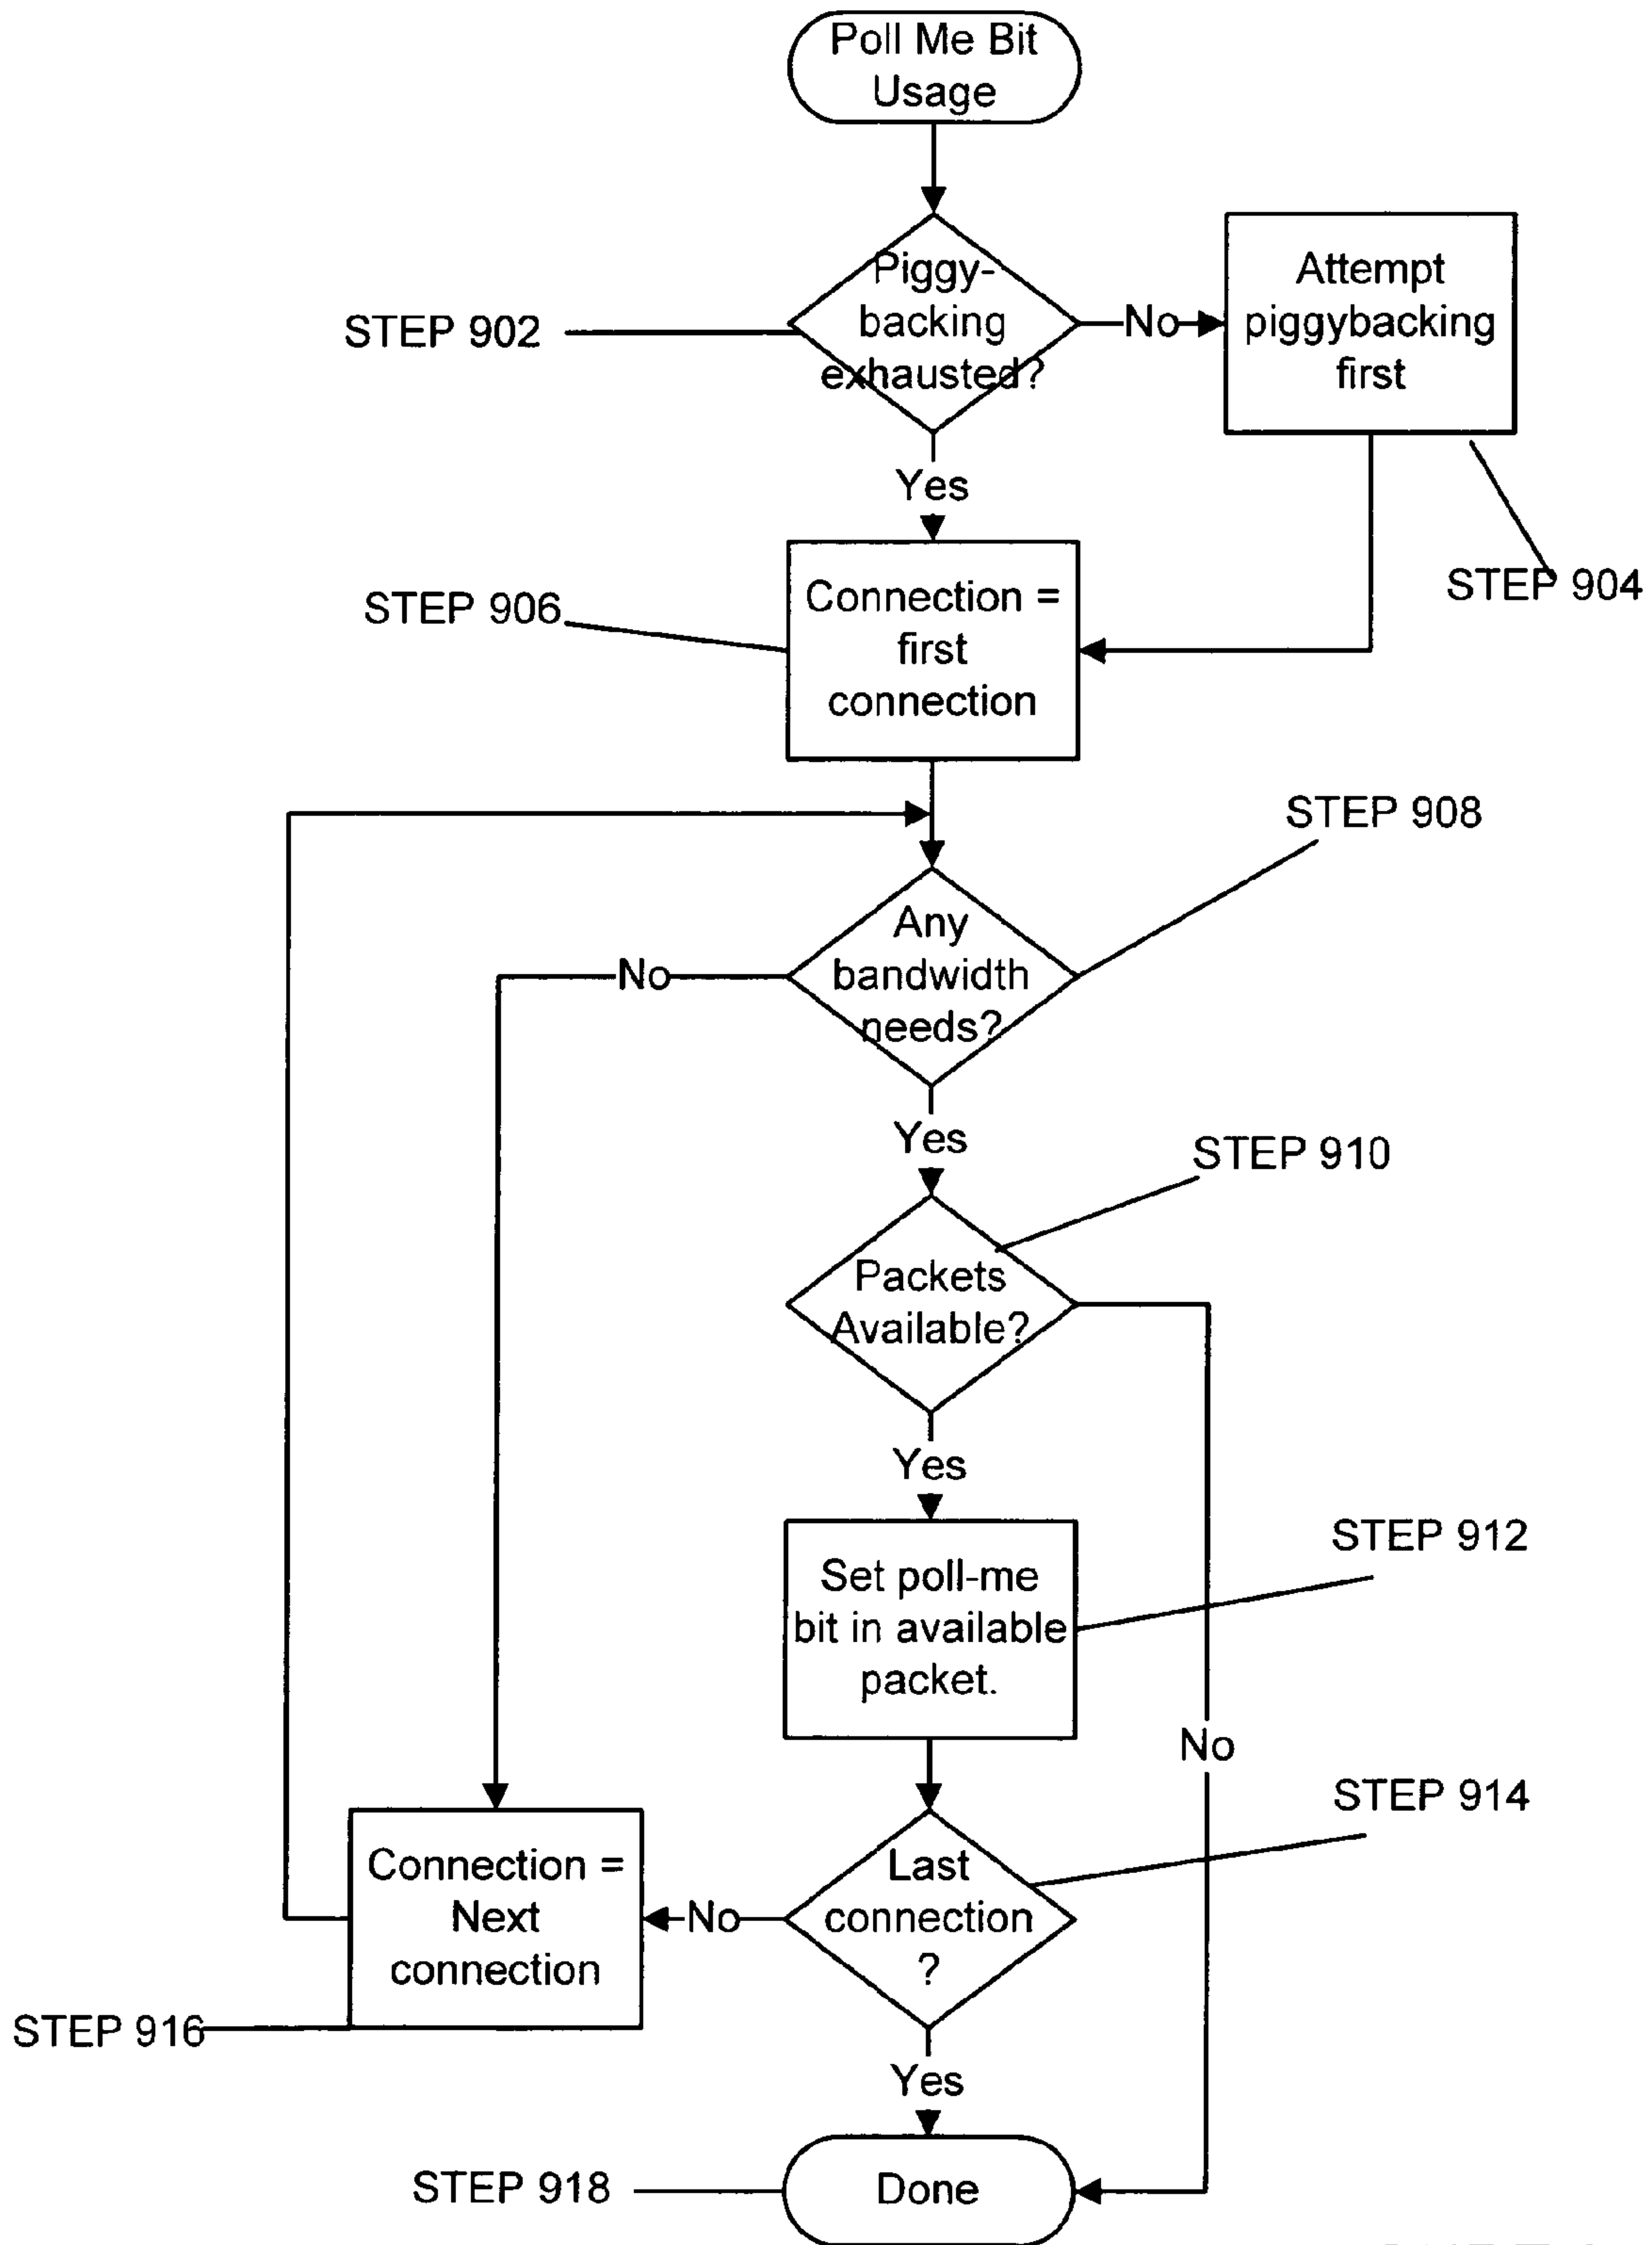 Poll Me Bit
Usage
Piggy-
backing
exhausted?
No
Attempt
piggybacking
first
STEP 902
Yes
STEP 904
Connection =
first
connection
STEP 906
STEP 908
Any
bandwidth
needs?
No
Yes
STEP 910
Packets
Available?
Yes
STEP 912
Set poll-me
bit in available
packet.
No
STEP 914
Connection =
Next
connection
No
Last
connection
?
STEP 916
Yes
STEP 918
Done